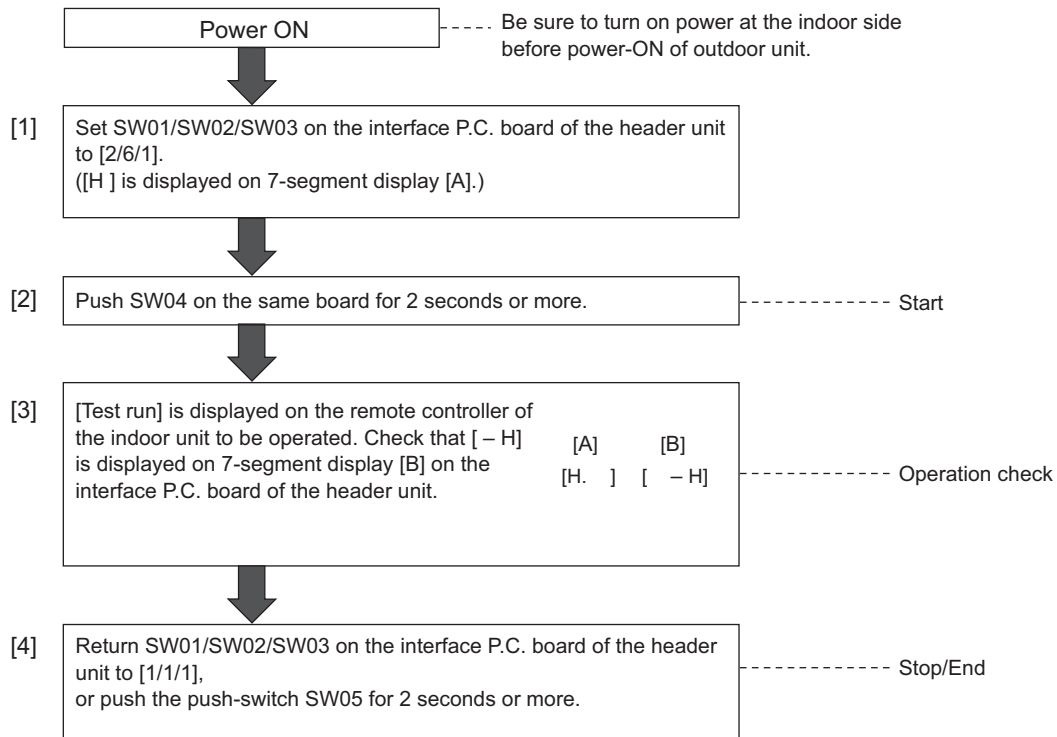 Power ON
Be sure to turn on power at the indoor side
before power-ON of outdoor unit.
[1]
Set SW01/SW02/SW03 on the interface P.C. board of the header unit
to [2/6/1].
([H ] is displayed on 7-segment display [A].)
[2]
Push SW04 on the same board for 2 seconds or more.
Start
[3]
[Test run] is displayed on the remote controller of
the indoor unit to be operated. Check that [ – H]
is displayed on 7-segment display [B] on the
interface P.C. board of the header unit.
[A] [B]
[H. ] [ – H]
Operation check
[4]
Return SW01/SW02/SW03 on the interface P.C. board of the header
unit to [1/1/1],
or push the push-switch SW05 for 2 seconds or more.
Stop/End